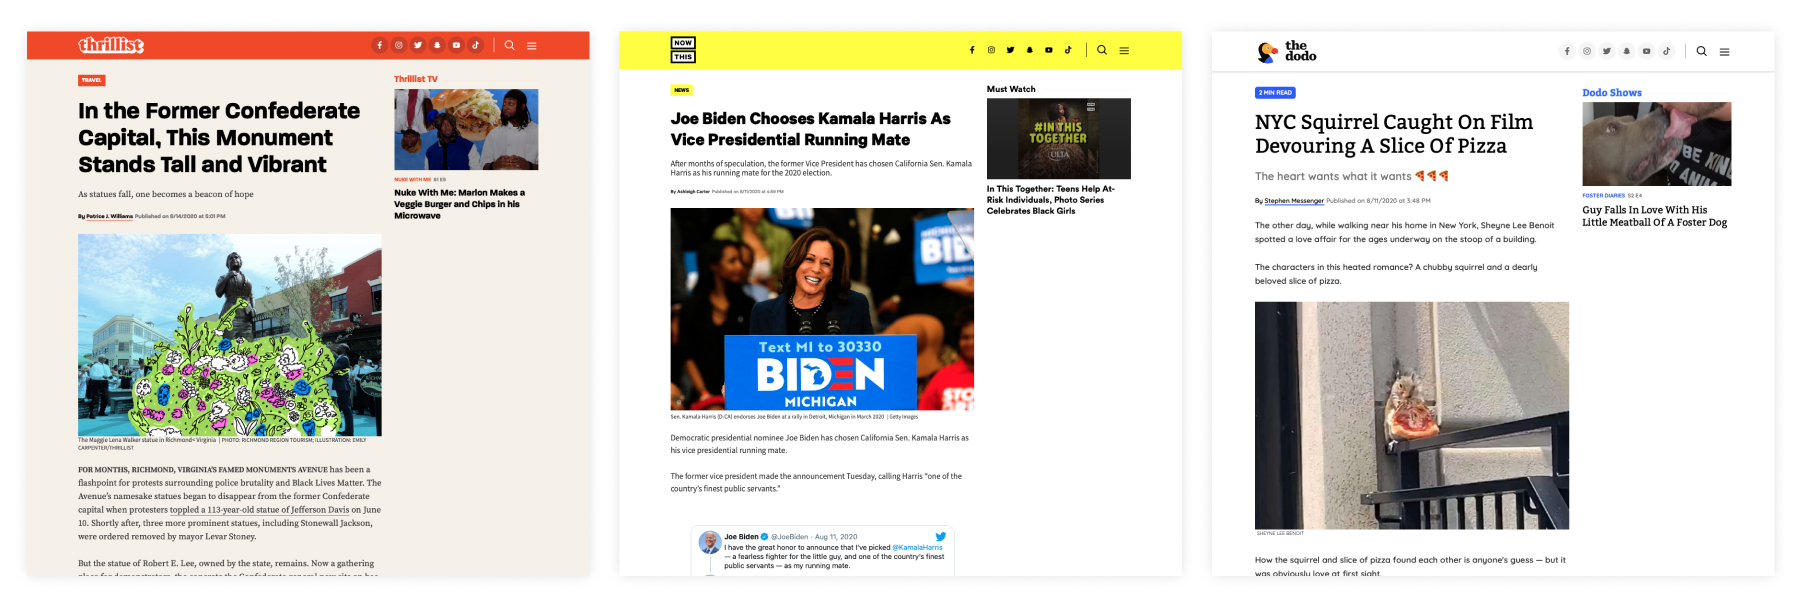 thrillist
TRAVEL
In the Former Confederate
Capital, This Monument
Stands Tall and Vibrant
As statues fall, one becomes a beacon of hope
By Patrice J. Williams Published on 8/14/2020 at 5:01 PM
The Maggie Lena Walker statue in Richmond~ Virginia | PHOTO: RICHMOND REGION TOURISM; ILLUSTRATION: EMILY
CARPENTER/THRILLIST
FOR MONTHS, RICHMOND, VIRGINIA'S FAMED MONUMENTS AVENUE has been a
flashpoint for protests surrounding police brutality and Black Lives Matter. The
Avenue's namesake statues began to disappear from the former Confederate
capital when protesters toppled a 113-year-old statue of Jefferson Davis on June
10. Shortly after, three more prominent statues, including Stonewall Jackson,
were ordered removed by mayor Levar Stoney.
But the statue of Robert E. Lee, owned by the state, remains. Now a gathering
Thrillist TV
NUKE WITH ME S1 E5
Nuke With Me: Marlon Makes a
Veggie Burger and Chips in his
Microwave
NOW
THIS
NEWS
Joe Biden Chooses Kamala Harris As
Vice Presidential Running Mate
After months of speculation, the former Vice President has chosen California Sen. Kamala
Harris as his running mate for the 2020 election.
By Ashleigh Carter Published on 8/11/2020 at 4:59 PM
BIDEN
Text MI to 30330
BIDEN
MICHIGAN
Sen. Kamala Harris (D-CA) endorses Joe Biden at a rally in Detroit, Michigan in March 2020 | Getty Images
Democratic presidential nominee Joe Biden has chosen California Sen. Kamala Harris as
his vice presidential running mate.
The former vice president made the announcement Tuesday, calling Harris "one of the
country's finest public servants."
Joe Biden @JoeBiden · Aug 11, 2020
I have the great honor to announce that I've picked @KamalaHarris
— a fearless fighter for the little guy, and one of the country's finest
public servants — as my running mate.
Must Watch
#IN THIS
TOGETHER
ULTA
In This Together: Teens Help At-
Risk Individuals, Photo Series
Celebrates Black Girls
the
dodo
2 MIN READ
NYC Squirrel Caught On Film
Devouring A Slice Of Pizza
The heart wants what it wants 🍕🍕🍕
By Stephen Messenger Published on 8/11/2020 at 3:48 PM
The other day, while walking near his home in New York, Sheyne Lee Benoit
spotted a love affair for the ages underway on the stoop of a building.
The characters in this heated romance? A chubby squirrel and a dearly
beloved slice of pizza.
SHEYNE LEE BENOIT
How the squirrel and slice of pizza found each other is anyone's guess — but it
was obviously love at first sight.
Dodo Shows
BE KIND
FOSTER DIARIES S2 E4
Guy Falls In Love With His
Little Meatball Of A Foster Dog